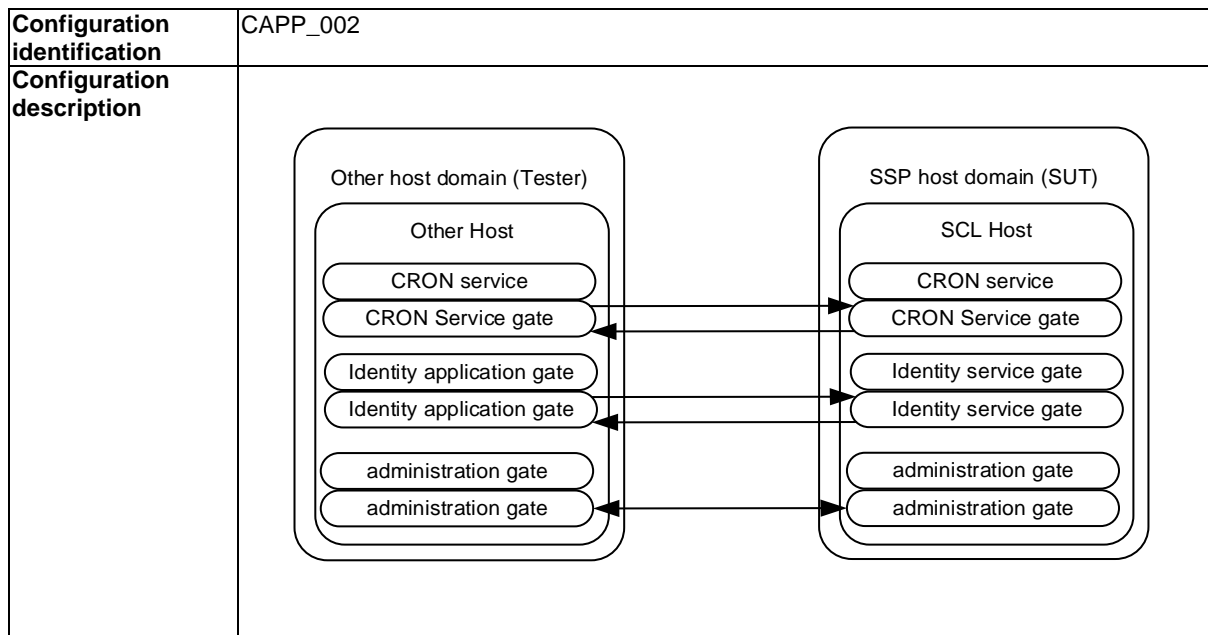 Configuration
identification
CAPP_002
Configuration
description
Other host domain (Tester)
Other Host
CRON service
CRON Service gate
Identity application gate
Identity application gate
administration gate
administration gate
SSP host domain (SUT)
SCL Host
CRON service
CRON Service gate
Identity service gate
Identity service gate
administration gate
administration gate